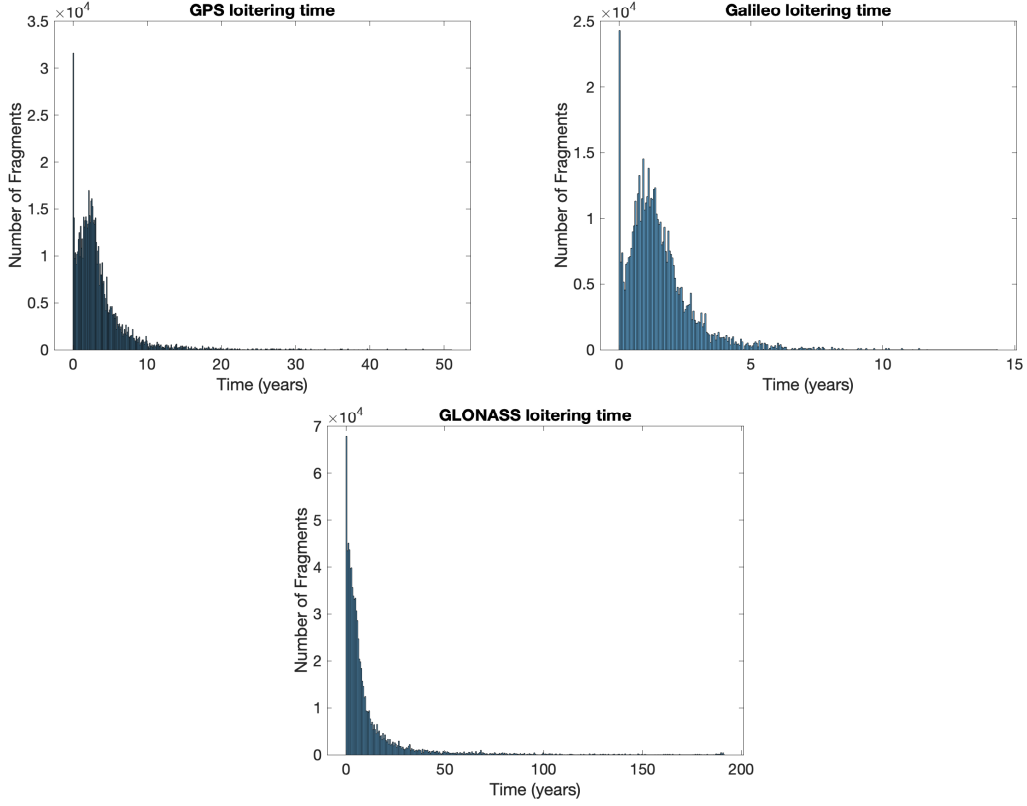 GPS loitering time
×10⁴
3.5
3
2.5
2
1.5
1
0.5
0
Number of Fragments
0 10 20 30 40 50
Time (years)
Galileo loitering time
×10⁴
2.5
2
1.5
1
0.5
0
Number of Fragments
0 5 10 15
Time (years)
GLONASS loitering time
×10⁴
7
6
5
4
3
2
1
0
Number of Fragments
0 50 100 150 200
Time (years)